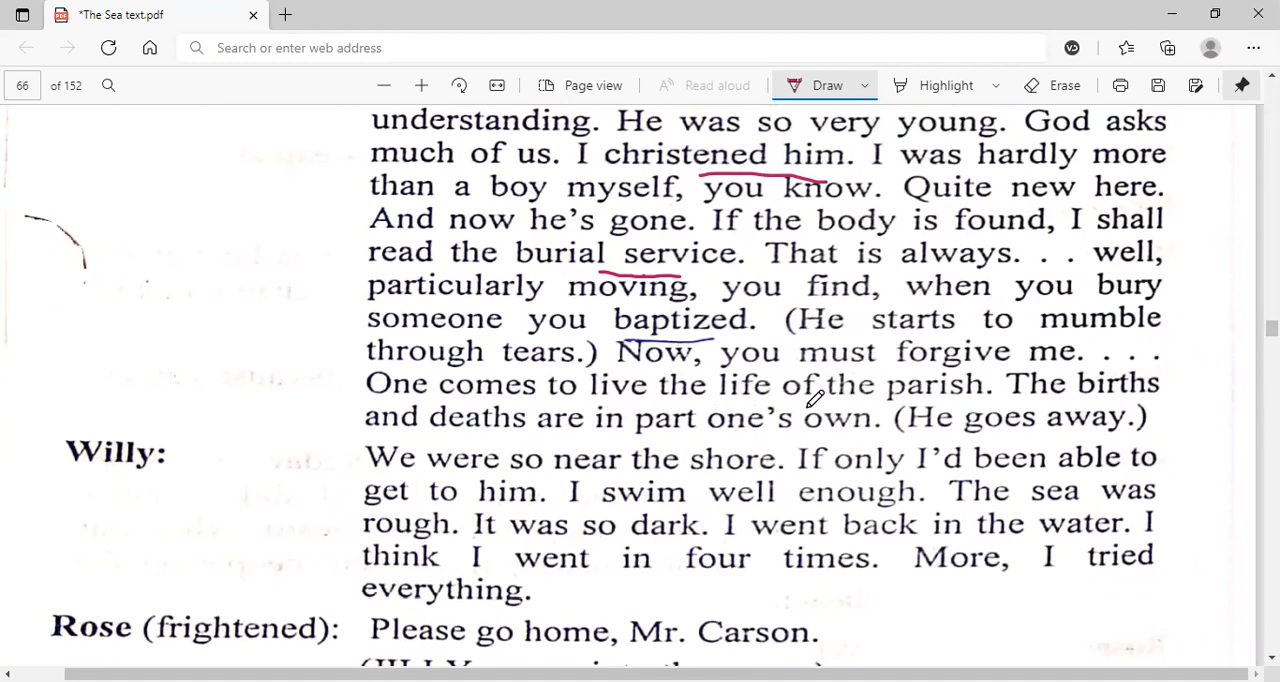 *The Sea text.pdf
Search or enter web address
66 of 152 Page view Read aloud Draw Highlight Erase
understanding. He was so very young. God asks
much of us. I christened him. I was hardly more
than a boy myself, you know. Quite new here.
And now he's gone. If the body is found, I shall
read the burial service. That is always. . . well,
particularly moving, you find, when you bury
someone you baptized. (He starts to mumble
through tears.) Now, you must forgive me. . . .
One comes to live the life of the parish. The births
and deaths are in part one's own. (He goes away.)
Willy: We were so near the shore. If only I'd been able to
get to him. I swim well enough. The sea was
rough. It was so dark. I went back in the water. I
think I went in four times. More, I tried
everything.
Rose (frightened): Please go home, Mr. Carson.